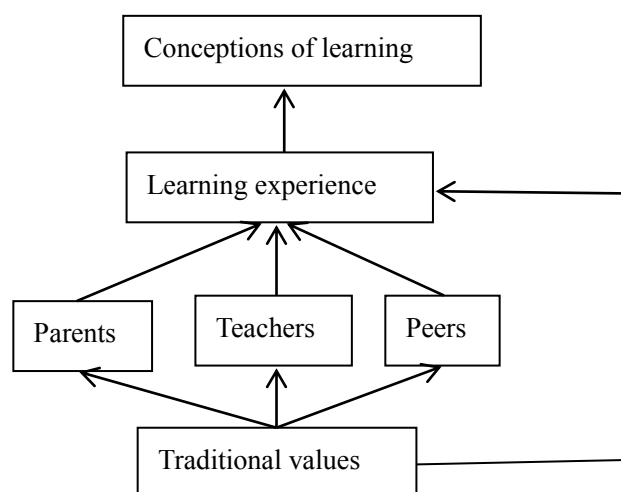 Conceptions of learning
Learning experience
Parents
Teachers
Peers
Traditional values